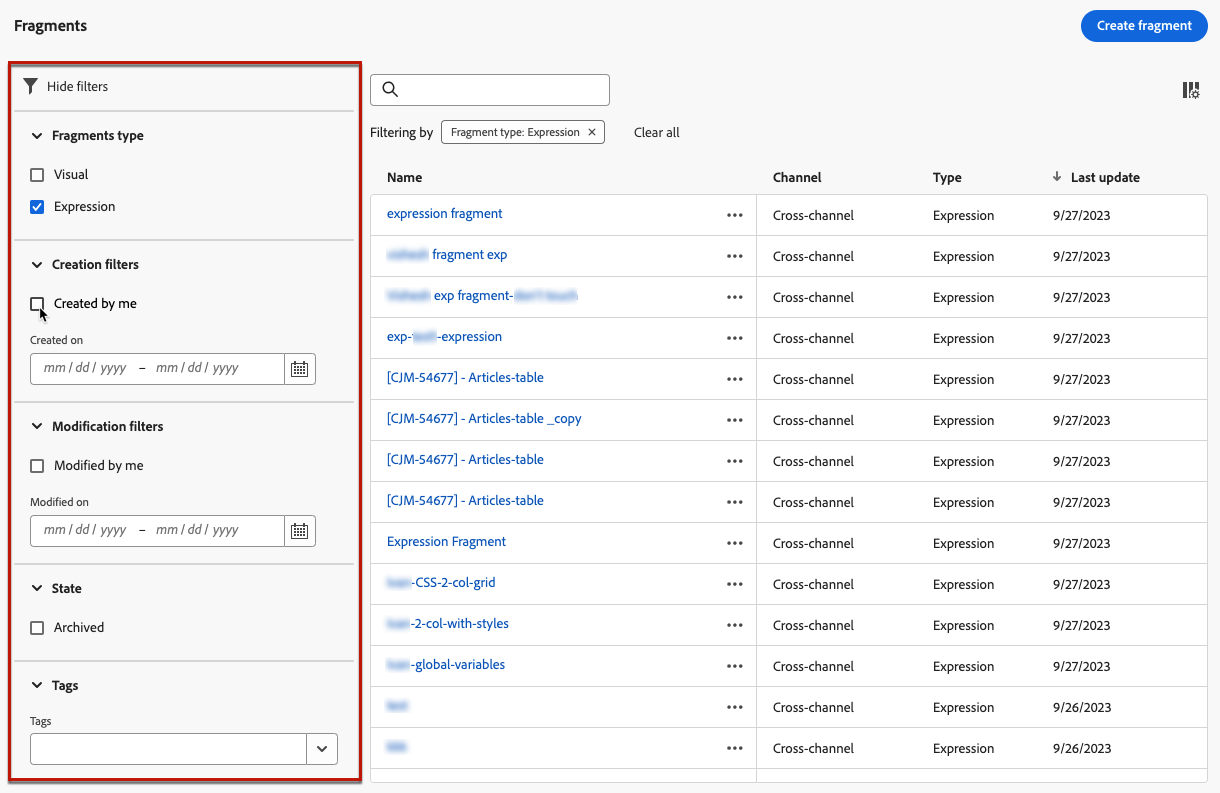 Fragments
Create fragment
Hide filters
Fragments type
Visual
Expression
Creation filters
Created by me
Created on
mm / dd / yyyy – mm / dd / yyyy
Modification filters
Modified by me
Modified on
mm / dd / yyyy – mm / dd / yyyy
State
Archived
Tags
Tags
Filtering by Fragment type: Expression × Clear all
Name Channel Type ↓ Last update
expression fragment ••• Cross-channel Expression 9/27/2023
fragment exp ••• Cross-channel Expression 9/27/2023
exp fragment- ••• Cross-channel Expression 9/27/2023
exp- -expression ••• Cross-channel Expression 9/27/2023
[CJM-54677] - Articles-table ••• Cross-channel Expression 9/27/2023
[CJM-54677] - Articles-table _copy ••• Cross-channel Expression 9/27/2023
[CJM-54677] - Articles-table ••• Cross-channel Expression 9/27/2023
[CJM-54677] - Articles-table ••• Cross-channel Expression 9/27/2023
Expression Fragment ••• Cross-channel Expression 9/27/2023
-CSS-2-col-grid ••• Cross-channel Expression 9/27/2023
-2-col-with-styles ••• Cross-channel Expression 9/27/2023
-global-variables ••• Cross-channel Expression 9/27/2023
••• Cross-channel Expression 9/26/2023
••• Cross-channel Expression 9/26/2023